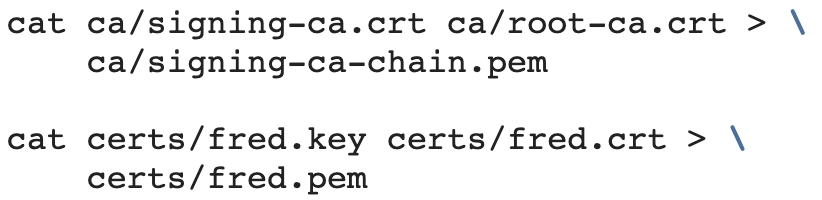 cat ca/signing-ca.crt ca/root-ca.crt > \
    ca/signing-ca-chain.pem

cat certs/fred.key certs/fred.crt > \
    certs/fred.pem